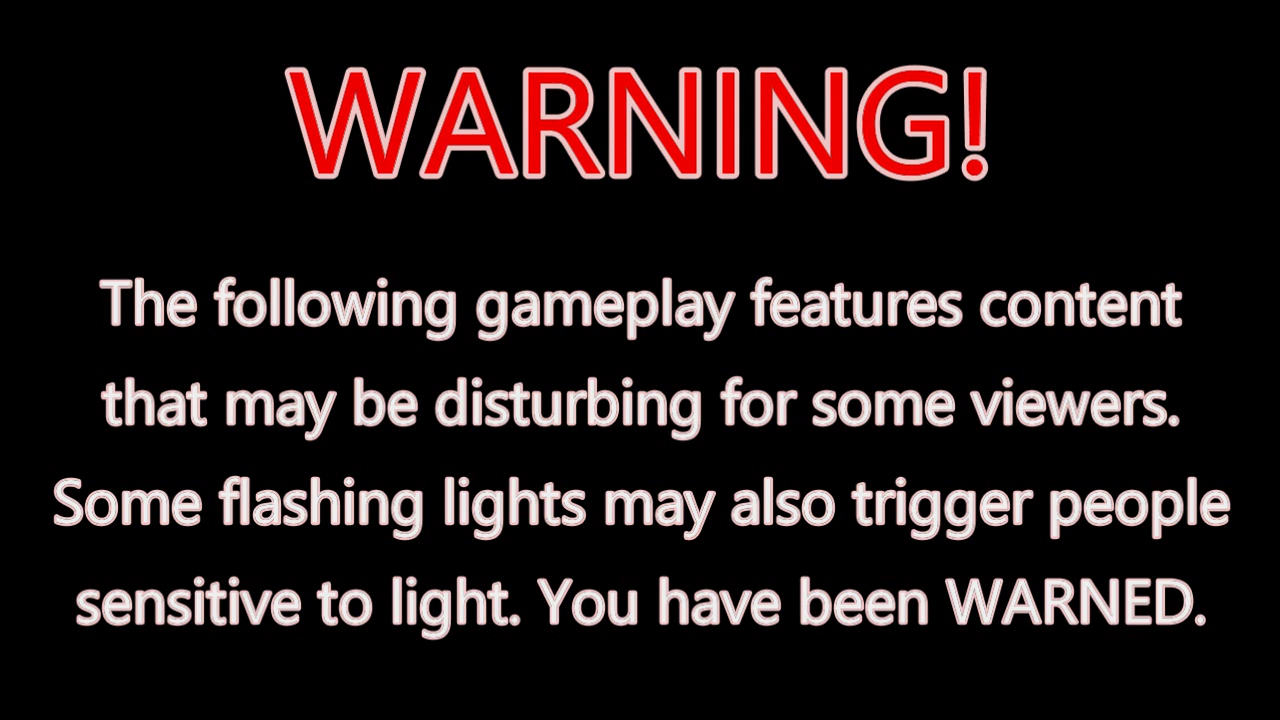 WARNING!
The following gameplay features content
that may be disturbing for some viewers.
Some flashing lights may also trigger people
sensitive to light. You have been WARNED.